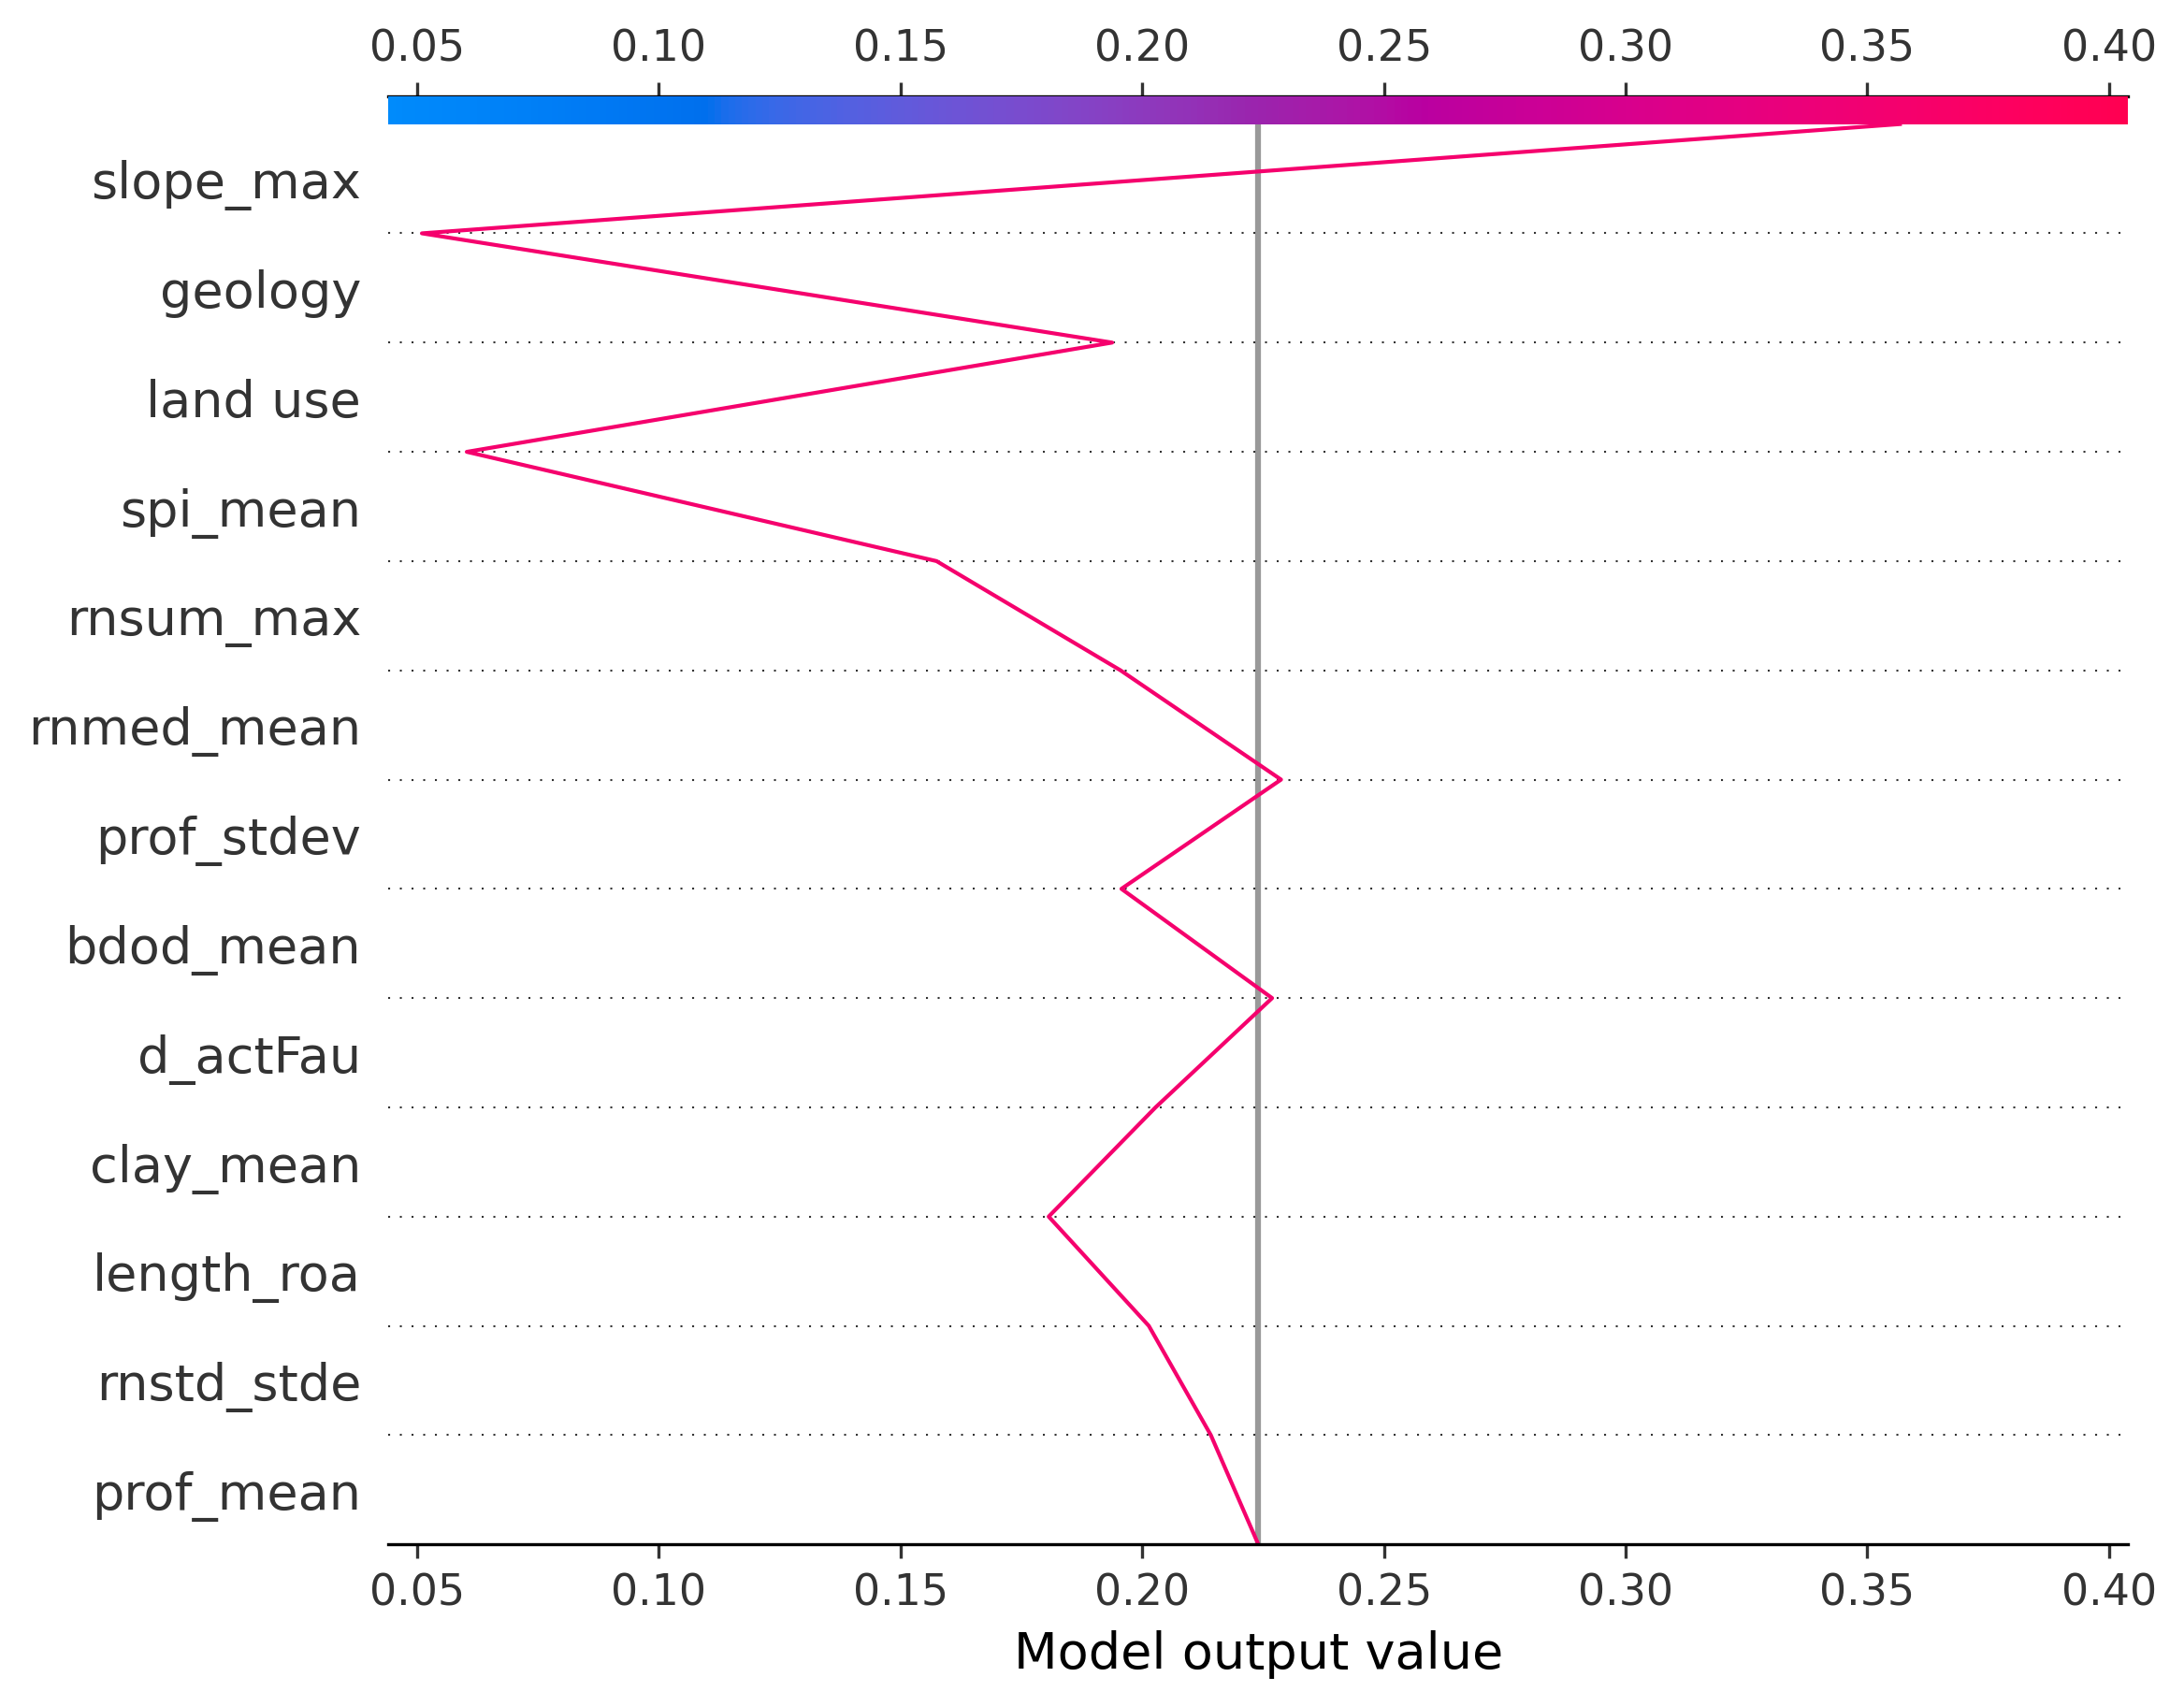 0.05 0.10 0.15 0.20 0.25 0.30 0.35 0.40
slope_max
geology
land use
spi_mean
rnsum_max
rnmed_mean
prof_stdev
bdod_mean
d_actFau
clay_mean
length_roa
rnstd_stde
prof_mean
0.05 0.10 0.15 0.20 0.25 0.30 0.35 0.40
Model output value